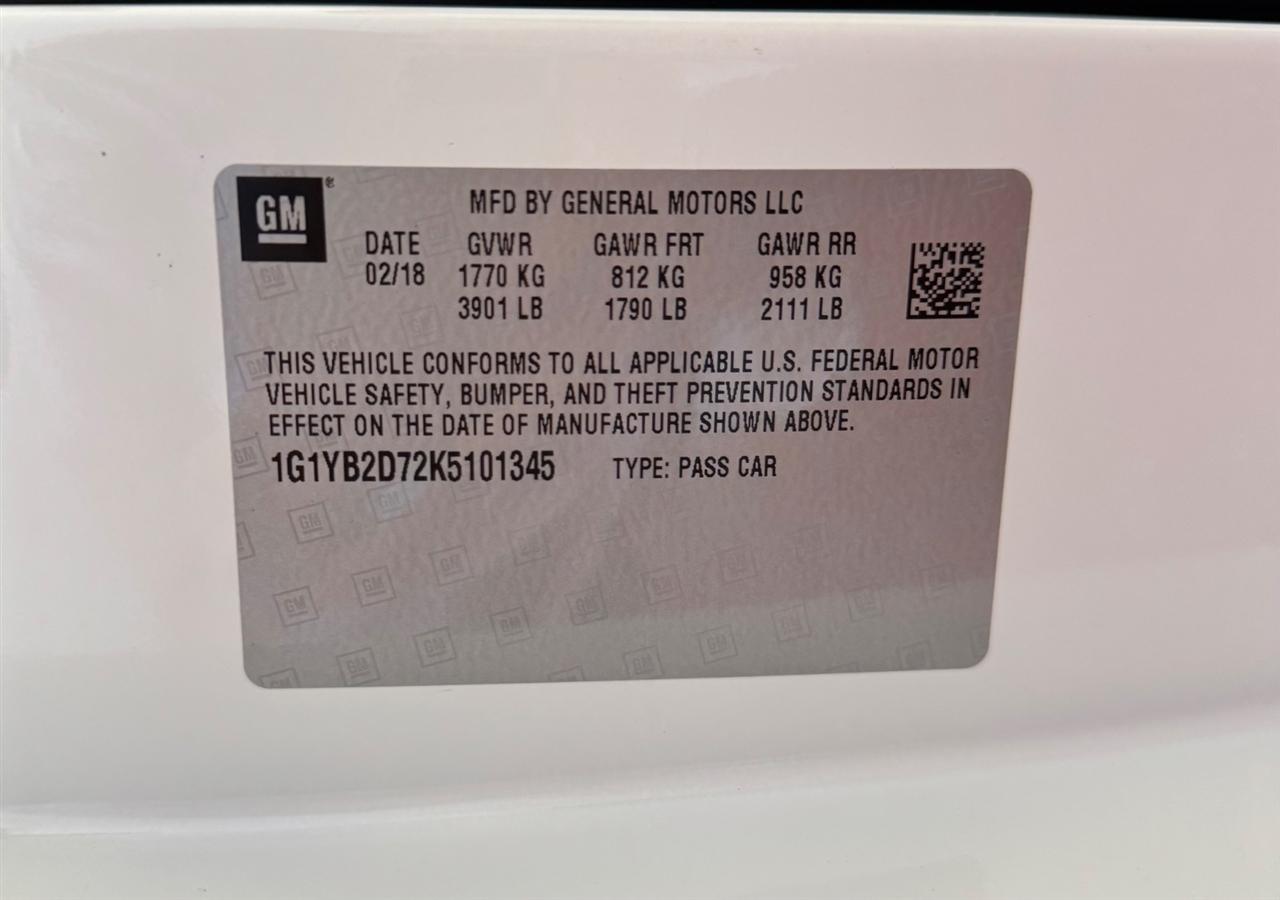 GM®
MFD BY GENERAL MOTORS LLC
DATE GVWR GAWR FRT GAWR RR
02/18 1770 KG 812 KG 958 KG
3901 LB 1790 LB 2111 LB
THIS VEHICLE CONFORMS TO ALL APPLICABLE U.S. FEDERAL MOTOR
VEHICLE SAFETY, BUMPER, AND THEFT PREVENTION STANDARDS IN
EFFECT ON THE DATE OF MANUFACTURE SHOWN ABOVE.
1G1YB2D72K5101345 TYPE: PASS CAR